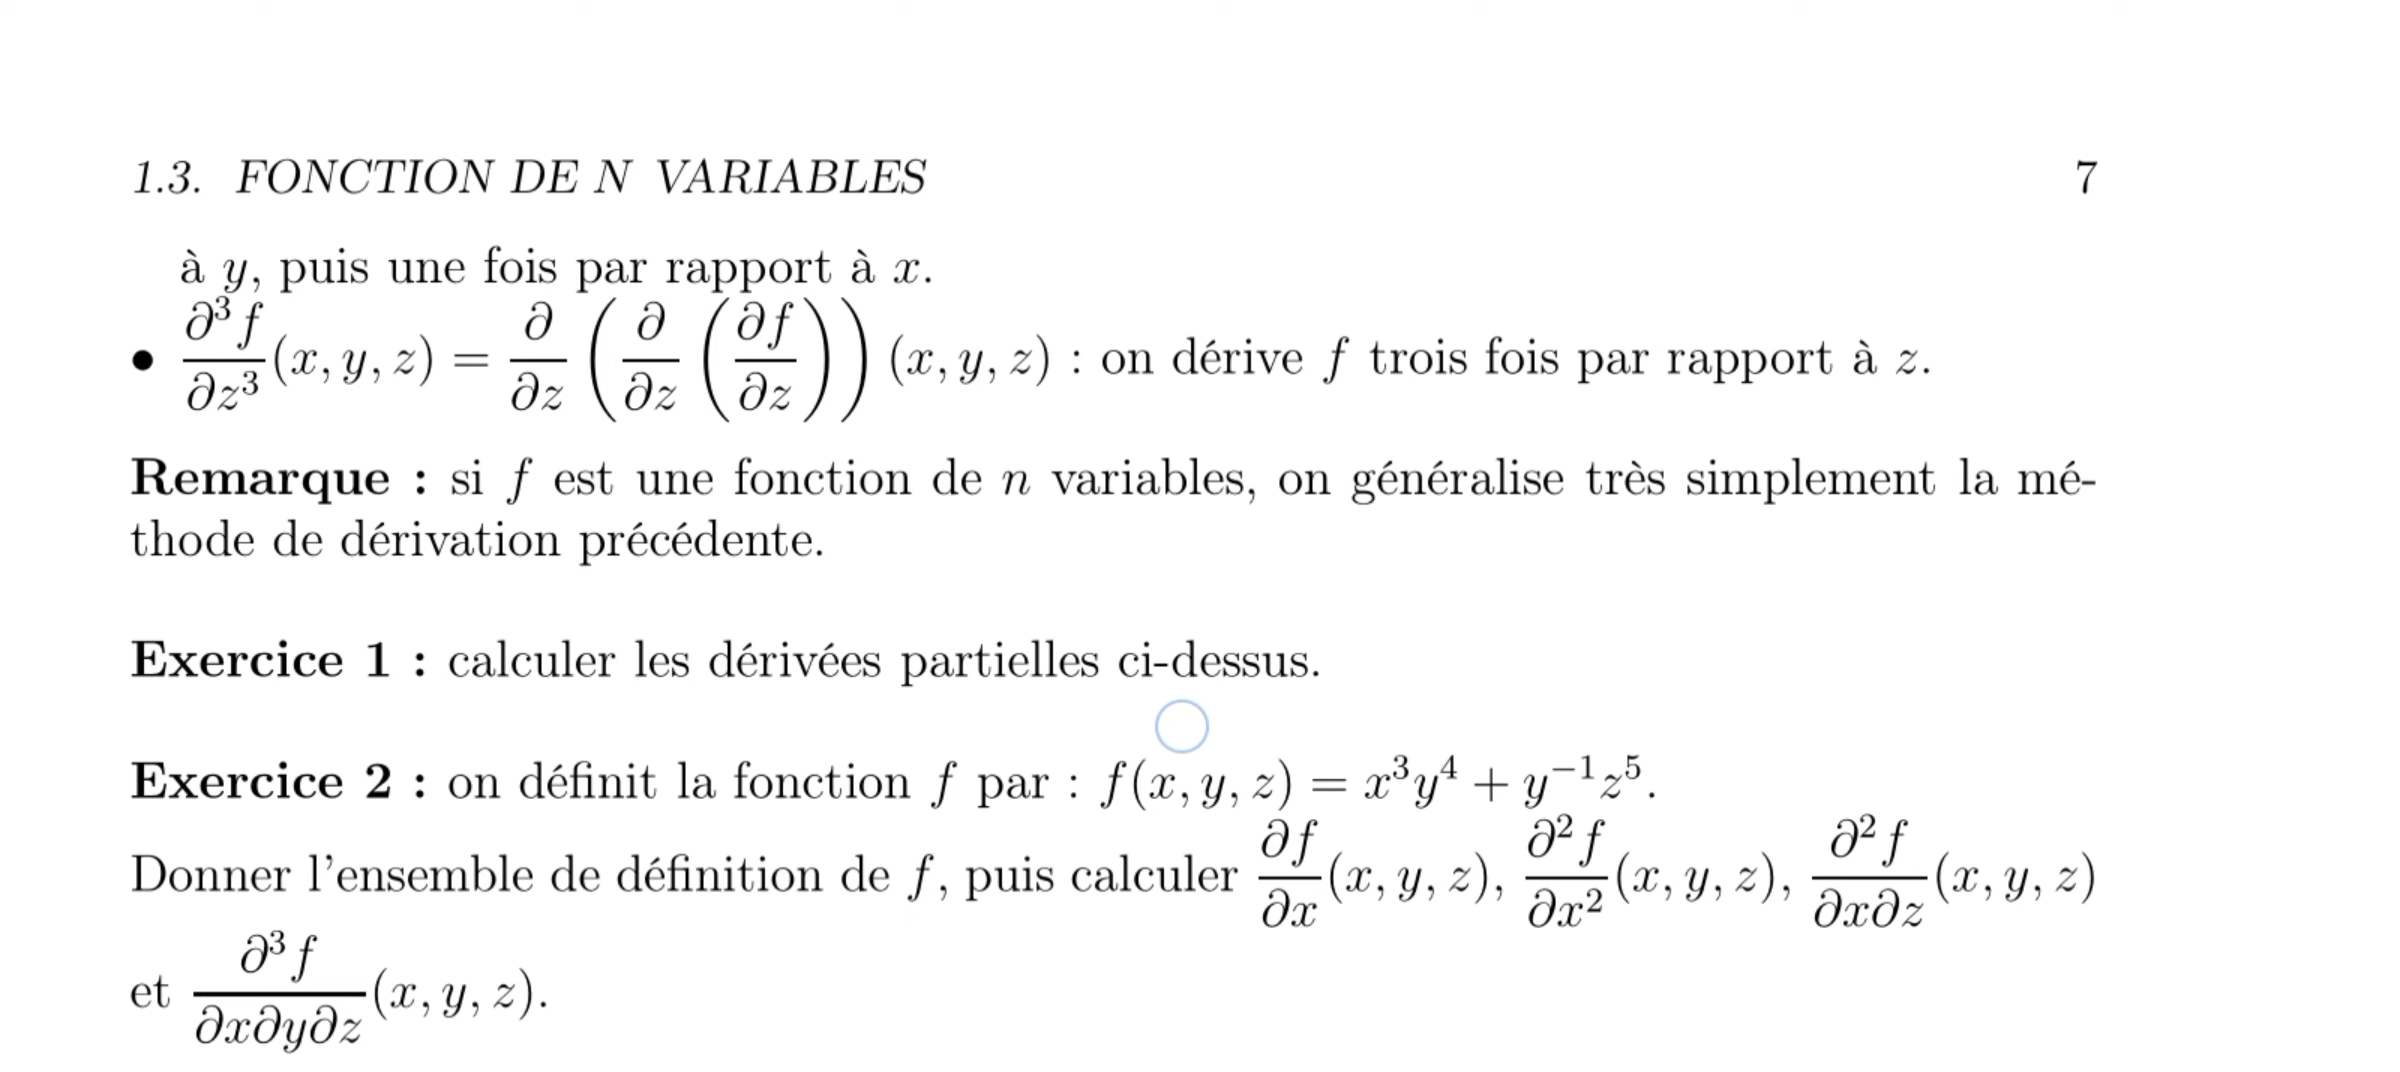 1.3. FONCTION DE N VARIABLES 7
à y, puis une fois par rapport à x.
• ∂³f/∂z³ (x, y, z) = ∂/∂z (∂/∂z (∂f/∂z)) (x, y, z) : on dérive f trois fois par rapport à z.
Remarque : si f est une fonction de n variables, on généralise très simplement la mé-
thode de dérivation précédente.
Exercice 1 : calculer les dérivées partielles ci-dessus.
Exercice 2 : on définit la fonction f par : f(x, y, z) = x³y⁴ + y⁻¹z⁵.
Donner l'ensemble de définition de f, puis calculer ∂f/∂x (x, y, z), ∂²f/∂x² (x, y, z), ∂²f/∂x∂z (x, y, z)
et ∂³f/∂x∂y∂z (x, y, z).